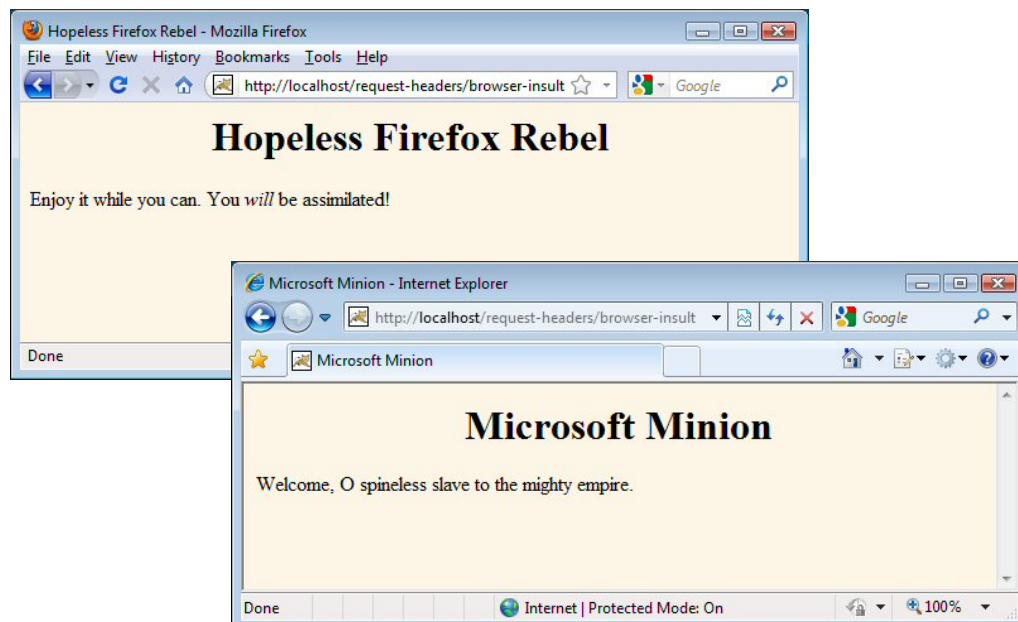 Hopeless Firefox Rebel - Mozilla Firefox
File Edit View History Bookmarks Tools Help
http://localhost/request-headers/browser-insult Google
Hopeless Firefox Rebel
Enjoy it while you can. You will be assimilated!
Done
Microsoft Minion - Internet Explorer
http://localhost/request-headers/browser-insult Google
Microsoft Minion
Microsoft Minion
Welcome, O spineless slave to the mighty empire.
Done Internet | Protected Mode: On 100%